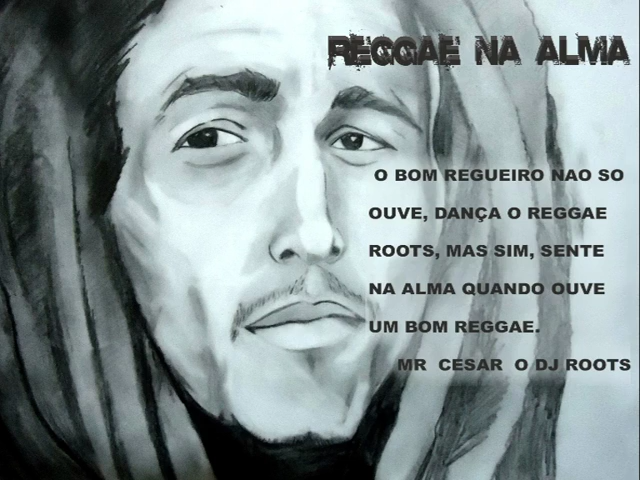 REGGAE NA ALMA
O BOM REGUEIRO NAO SO
OUVE, DANÇA O REGGAE
ROOTS, MAS SIM, SENTE
NA ALMA QUANDO OUVE
UM BOM REGGAE.
MR CESAR O DJ ROOTS